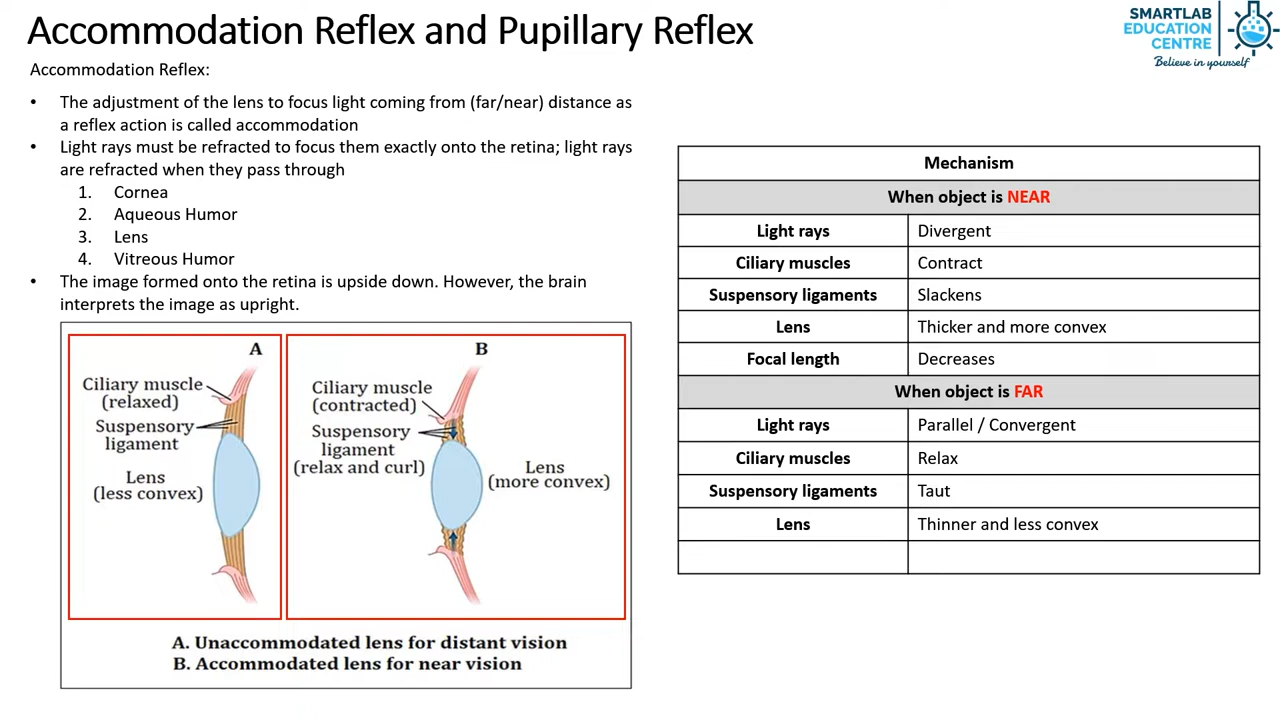 Accommodation Reflex and Pupillary Reflex
SMARTLAB
EDUCATION
CENTRE
Believe in yourself
Accommodation Reflex:
• The adjustment of the lens to focus light coming from (far/near) distance as
a reflex action is called accommodation
• Light rays must be refracted to focus them exactly onto the retina; light rays
are refracted when they pass through
1. Cornea
2. Aqueous Humor
3. Lens
4. Vitreous Humor
• The image formed onto the retina is upside down. However, the brain
interprets the image as upright.
A
Ciliary muscle
(relaxed)
Suspensory
ligament
Lens
(less convex)
B
Ciliary muscle
(contracted)
Suspensory
ligament
(relax and curl)
Lens
(more convex)
A. Unaccommodated lens for distant vision
B. Accommodated lens for near vision
Mechanism
When object is NEAR
Light rays Divergent
Ciliary muscles Contract
Suspensory ligaments Slackens
Lens Thicker and more convex
Focal length Decreases
When object is FAR
Light rays Parallel / Convergent
Ciliary muscles Relax
Suspensory ligaments Taut
Lens Thinner and less convex